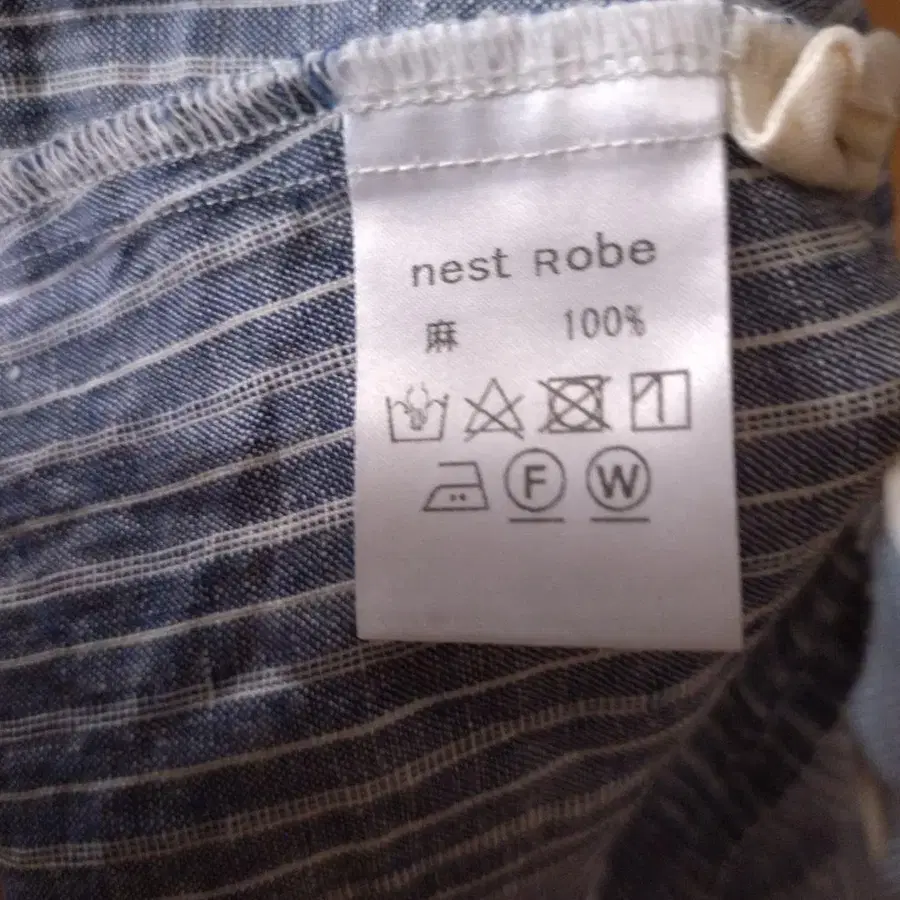 nest Robe
麻 100%
F W